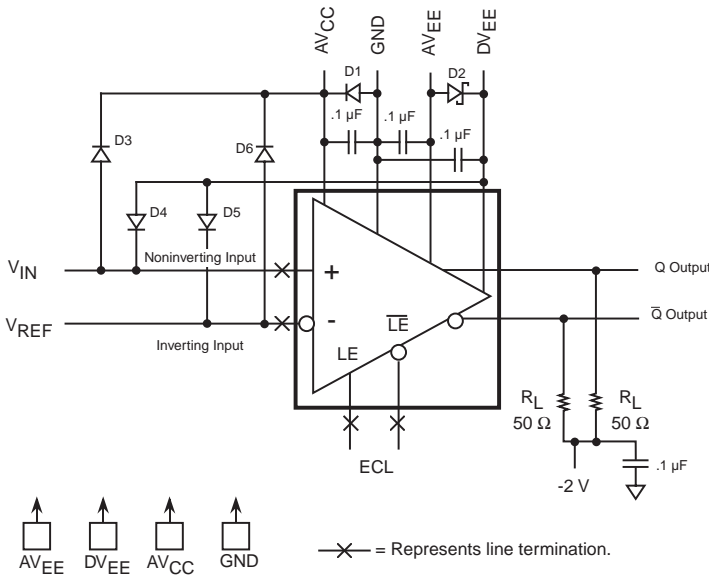 AVCC
GND
AVEE
DVEE
D1
D2
.1 µF
.1 µF
.1 µF
D3
D6
D4
D5
VIN
Noninverting Input
+
Q Output
VREF
-
LE
Q̅ Output
Inverting Input
LE
RL
50 Ω
RL
50 Ω
ECL
-2 V
.1 µF
AVEE
DVEE
AVCC
GND
= Represents line termination.